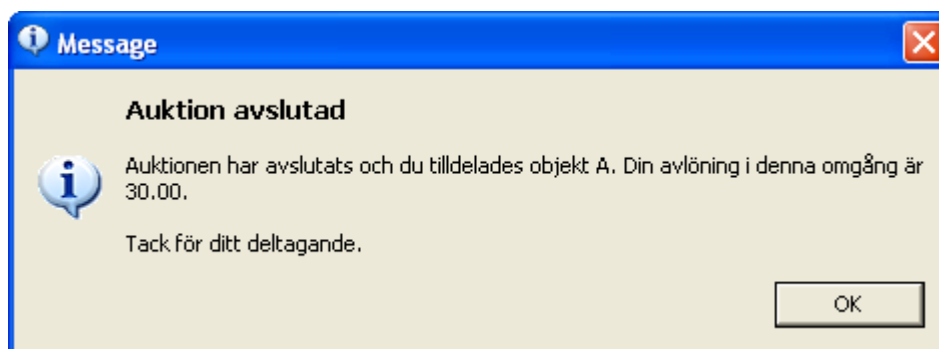 Message
Auktion avslutad
Auktionen har avslutats och du tilldelades objekt A. Din avlöning i denna omgång är
30.00.
Tack för ditt deltagande.
OK